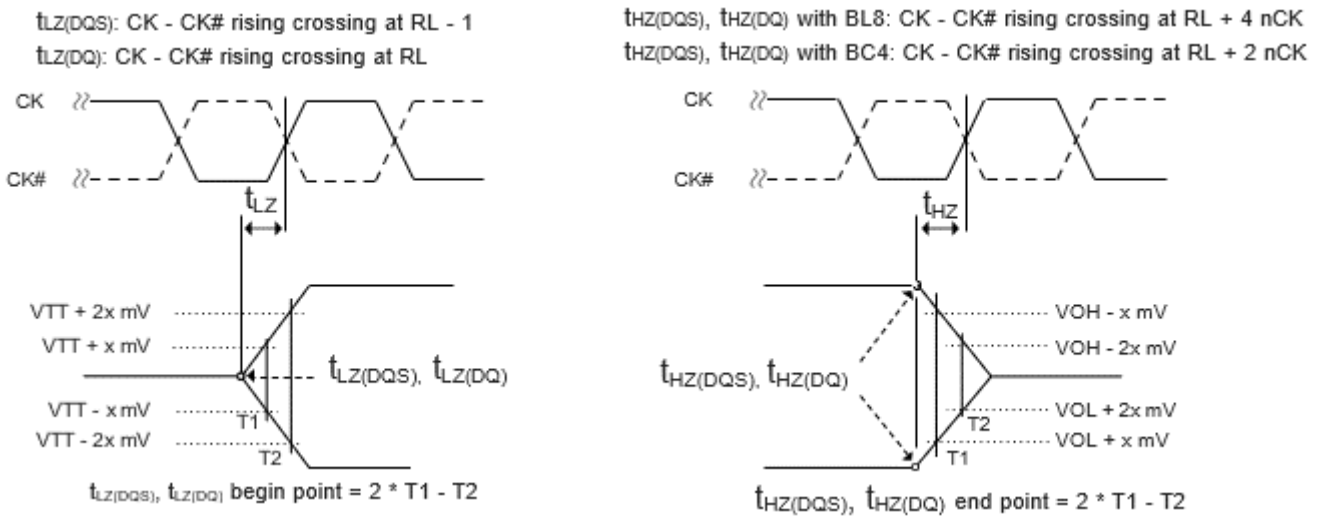 tLZ(DQS): CK - CK# rising crossing at RL - 1
tLZ(DQ): CK - CK# rising crossing at RL
CK
CK#
tLZ
VTT + 2x mV
VTT + x mV
tLZ(DQS), tLZ(DQ)
VTT - x mV
T1
VTT - 2x mV
T2
tLZ(DQS), tLZ(DQ) begin point = 2 * T1 - T2
tHZ(DQS), tHZ(DQ) with BL8: CK - CK# rising crossing at RL + 4 nCK
tHZ(DQS), tHZ(DQ) with BC4: CK - CK# rising crossing at RL + 2 nCK
CK
CK#
tHZ
VOH - x mV
VOH - 2x mV
tHZ(DQS), tHZ(DQ)
VOL + 2x mV
T2
VOL + x mV
T1
tHZ(DQS), tHZ(DQ) end point = 2 * T1 - T2